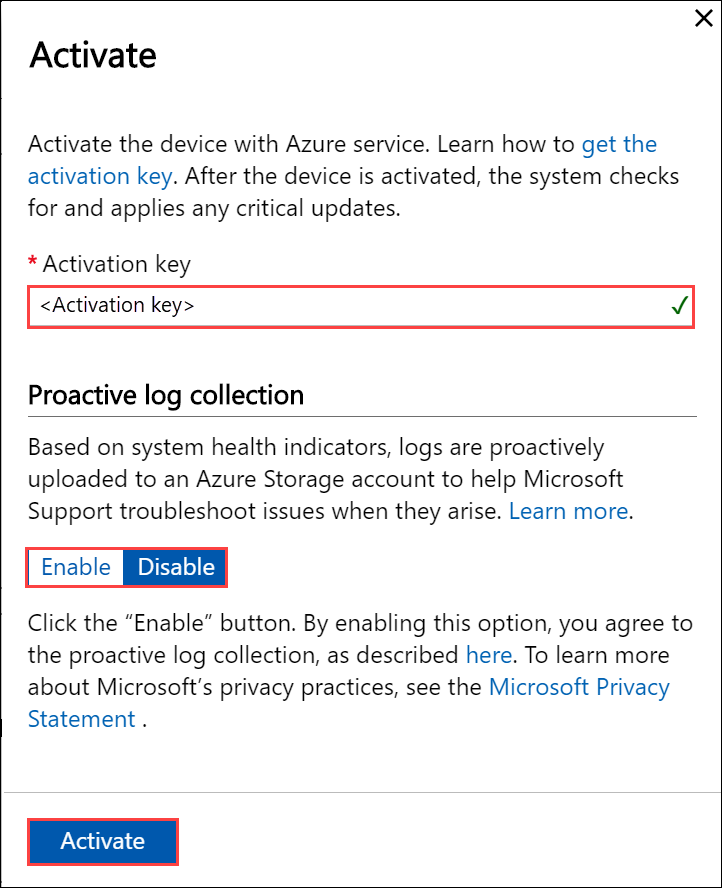 Activate
Activate the device with Azure service. Learn how to get the
activation key. After the device is activated, the system checks
for and applies any critical updates.
* Activation key
<Activation key>
Proactive log collection
Based on system health indicators, logs are proactively
uploaded to an Azure Storage account to help Microsoft
Support troubleshoot issues when they arise. Learn more.
Enable Disable
Click the “Enable” button. By enabling this option, you agree to
the proactive log collection, as described here. To learn more
about Microsoft’s privacy practices, see the Microsoft Privacy
Statement .
Activate